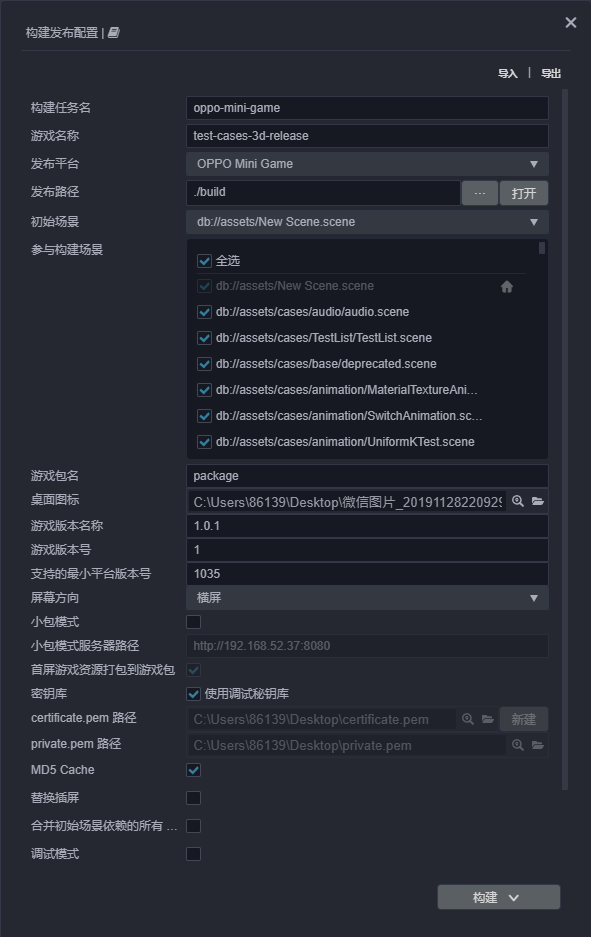 构建发布配置 |
导入 | 导出
构建任务名 oppo-mini-game
游戏名称 test-cases-3d-release
发布平台 OPPO Mini Game
发布路径 ./build ... 打开
初始场景 db://assets/New Scene.scene
参与构建场景
全选
db://assets/New Scene.scene
db://assets/cases/audio/audio.scene
db://assets/cases/TestList/TestList.scene
db://assets/cases/base/deprecated.scene
db://assets/cases/animation/MaterialTextureAni...
db://assets/cases/animation/SwitchAnimation.sc...
db://assets/cases/animation/UniformKTest.scene
游戏包名 package
桌面图标 C:\Users\86139\Desktop\微信图片_20191128220929
游戏版本名称 1.0.1
游戏版本号 1
支持的最小平台版本号 1035
屏幕方向 横屏
小包模式
小包模式服务器路径 http://192.168.52.37:8080
首屏游戏资源打包到游戏包
密钥库 使用调试秘钥库
certificate.pem 路径 C:\Users\86139\Desktop\certificate.pem 新建
private.pem 路径 C:\Users\86139\Desktop\private.pem
MD5 Cache
替换插屏
合并初始场景依赖的所有 ...
调试模式
构建